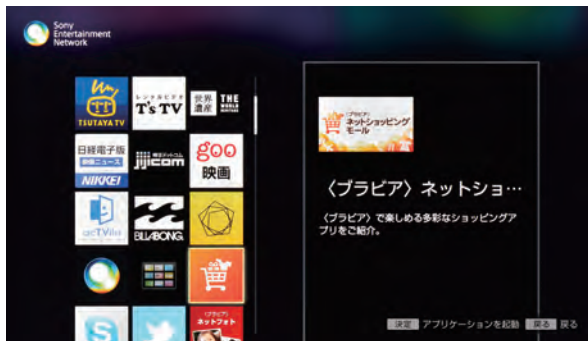 Sony
Entertainment
Network
TSUTAYA TV
レンタルビデオ
T's TV
世界
遺産
THE
WORLD
HERITAGE
日経電子版
映像ニュース
NIKKEI
時事ドットコム
jijicom
goo
映画
BILLABONG
〈ブラビア〉
ネットフォト
〈ブラビア〉
ネットショッピング
モール
〈ブラビア〉ネットショ…
〈ブラビア〉で楽しめる多彩なショッピングア
プリをご紹介。
決定 アプリケーションを起動 戻る 戻る